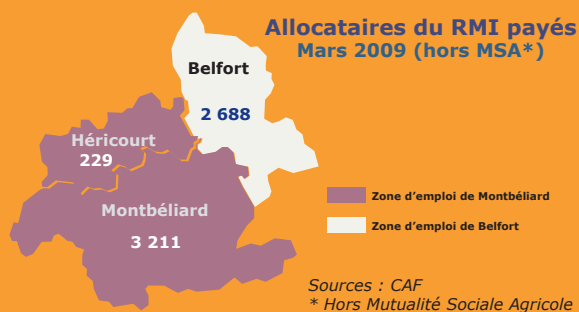 Allocataires du RMI payés
Mars 2009 (hors MSA*)
Belfort
2 688
Héricourt
229
Montbéliard
3 211
Zone d'emploi de Montbéliard
Zone d'emploi de Belfort
Sources : CAF
* Hors Mutualité Sociale Agricole